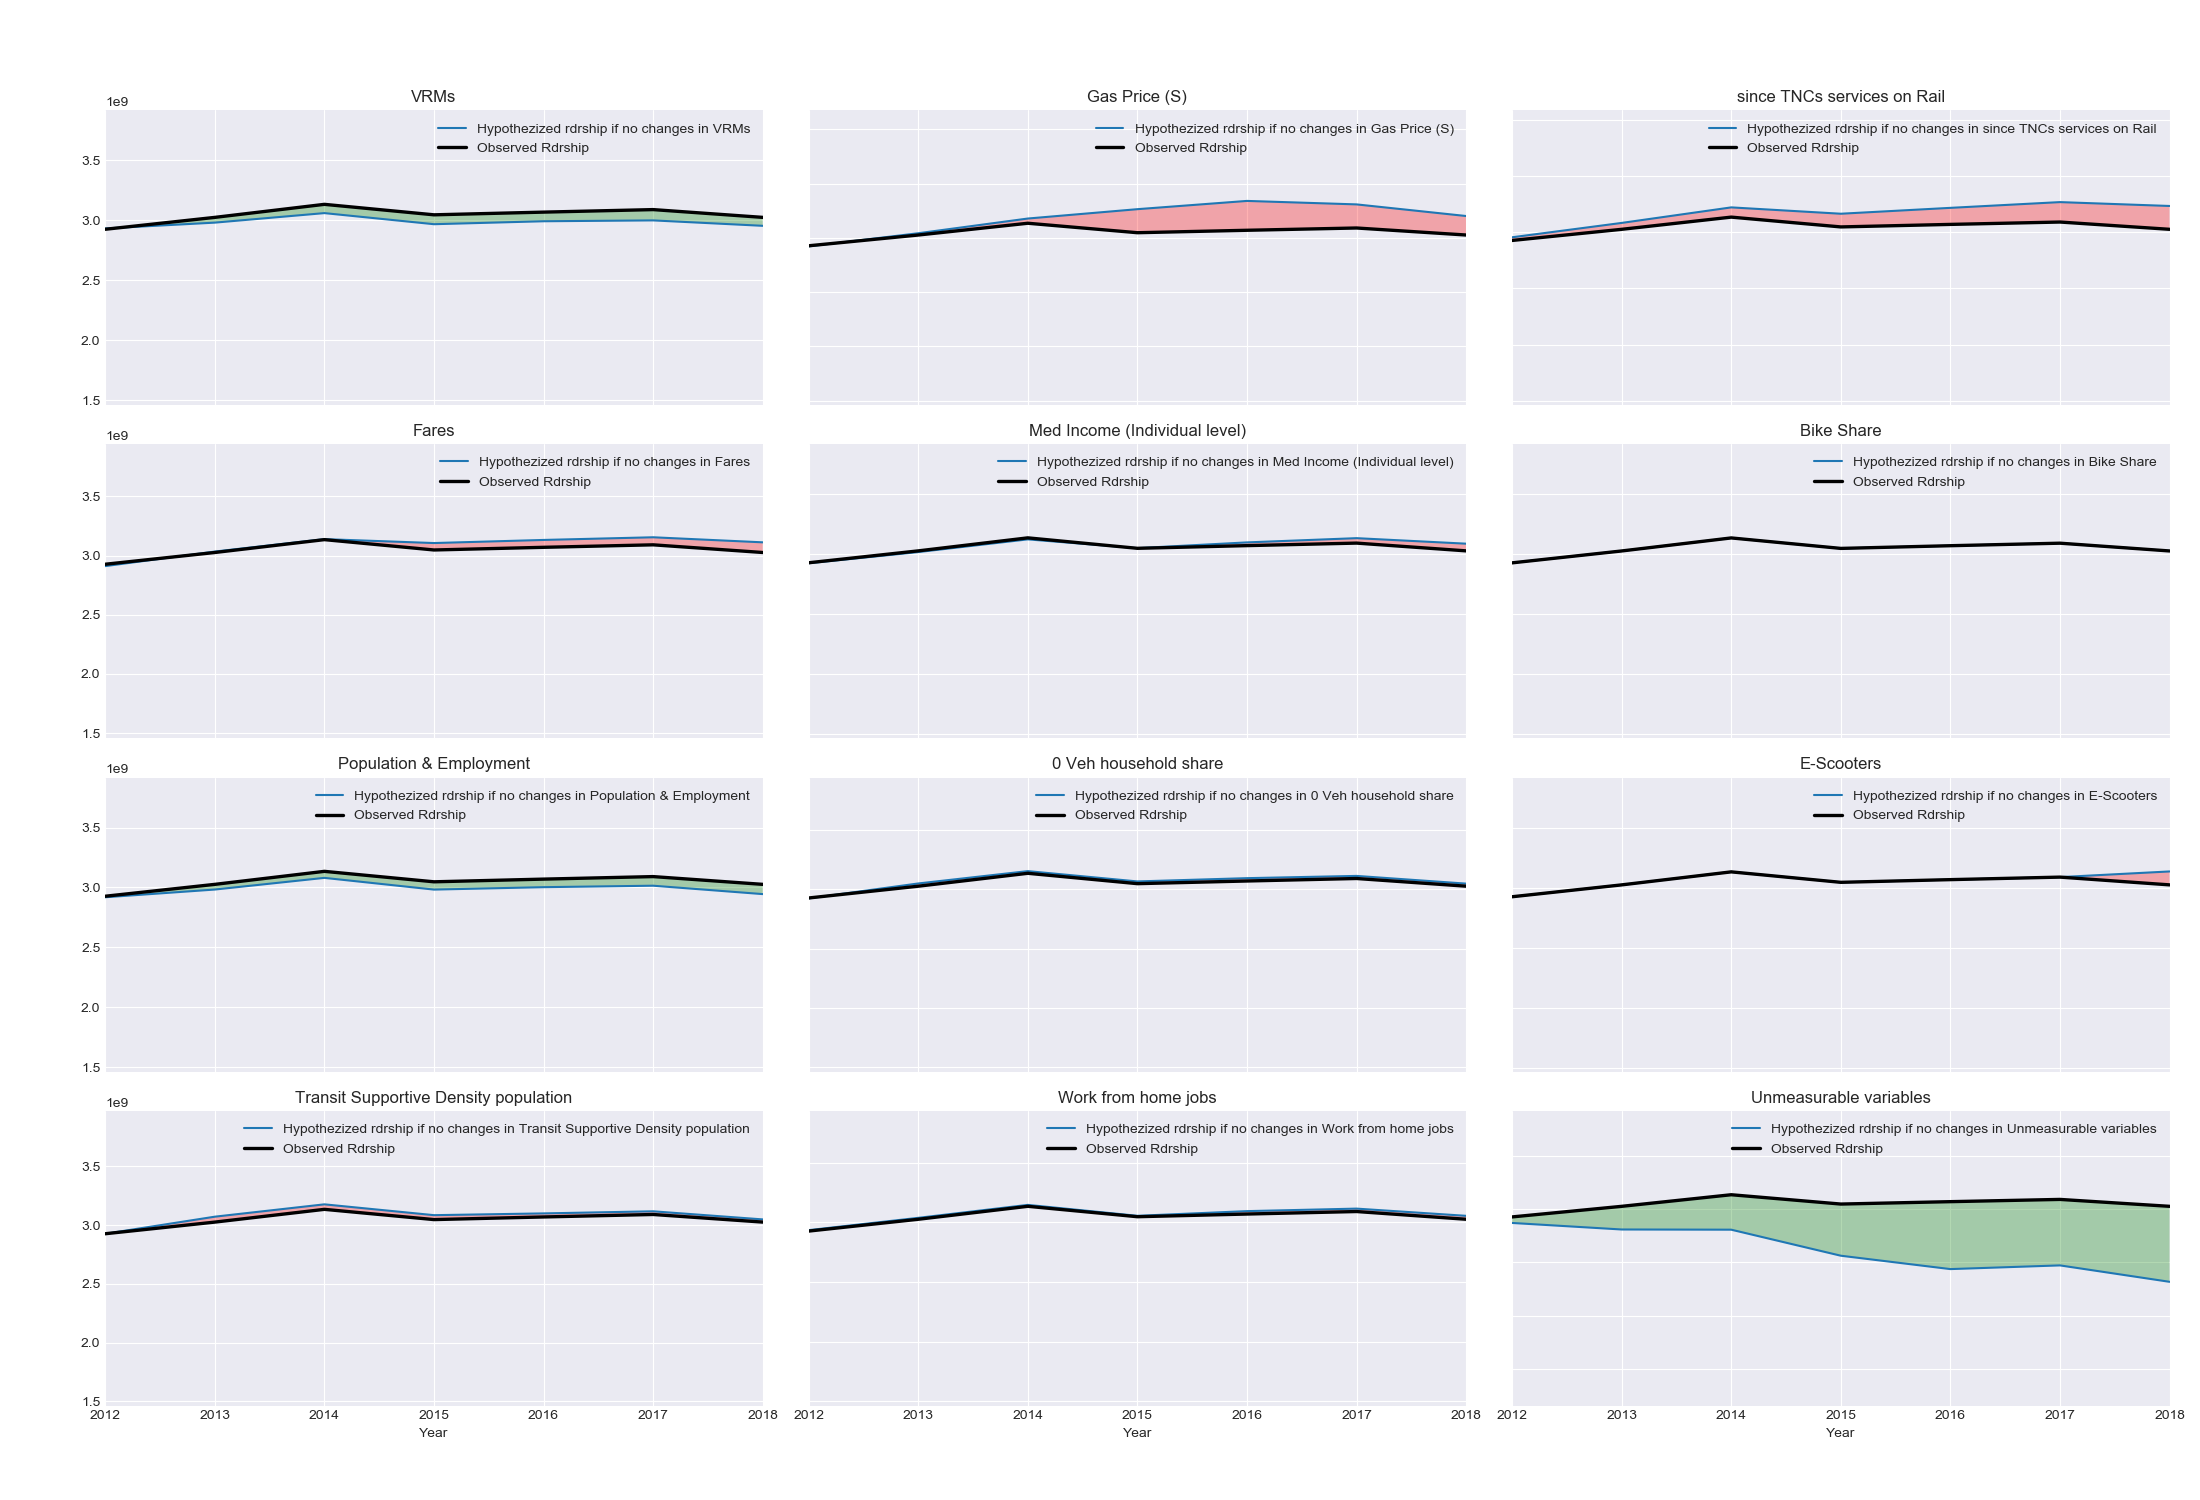 VRMs
1e9
Hypothezized rdrship if no changes in VRMs
Observed Rdrship
3.5
3.0
2.5
2.0
1.5
Gas Price (S)
Hypothezized rdrship if no changes in Gas Price (S)
Observed Rdrship
since TNCs services on Rail
Hypothezized rdrship if no changes in since TNCs services on Rail
Observed Rdrship
Fares
1e9
Hypothezized rdrship if no changes in Fares
Observed Rdrship
3.5
3.0
2.5
2.0
1.5
Med Income (Individual level)
Hypothezized rdrship if no changes in Med Income (Individual level)
Observed Rdrship
Bike Share
Hypothezized rdrship if no changes in Bike Share
Observed Rdrship
Population & Employment
1e9
Hypothezized rdrship if no changes in Population & Employment
Observed Rdrship
3.5
3.0
2.5
2.0
1.5
0 Veh household share
Hypothezized rdrship if no changes in 0 Veh household share
Observed Rdrship
E-Scooters
Hypothezized rdrship if no changes in E-Scooters
Observed Rdrship
Transit Supportive Density population
1e9
Hypothezized rdrship if no changes in Transit Supportive Density population
Observed Rdrship
3.5
3.0
2.5
2.0
1.5
2012 2013 2014 2015 2016 2017 2018
Year
Work from home jobs
Hypothezized rdrship if no changes in Work from home jobs
Observed Rdrship
2012 2013 2014 2015 2016 2017 2018
Year
Unmeasurable variables
Hypothezized rdrship if no changes in Unmeasurable variables
Observed Rdrship
2012 2013 2014 2015 2016 2017 2018
Year